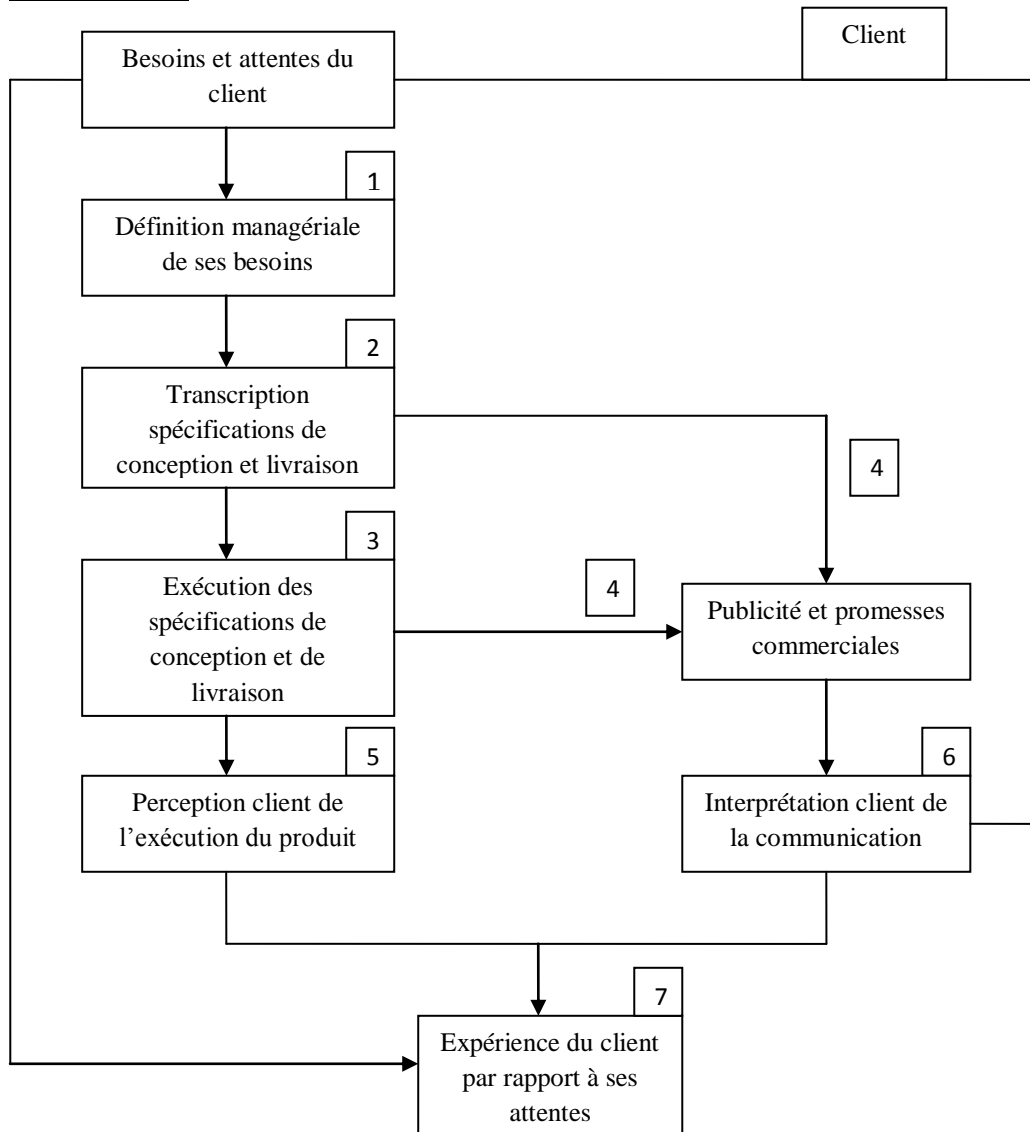 Client
Besoins et attentes du
client
1
Définition managériale
de ses besoins
2
Transcription
spécifications de
conception et livraison
4
3
Exécution des
spécifications de
conception et de
livraison
4
Publicité et promesses
commerciales
5
Perception client de
l’exécution du produit
6
Interprétation client de
la communication
7
Expérience du client
par rapport à ses
attentes